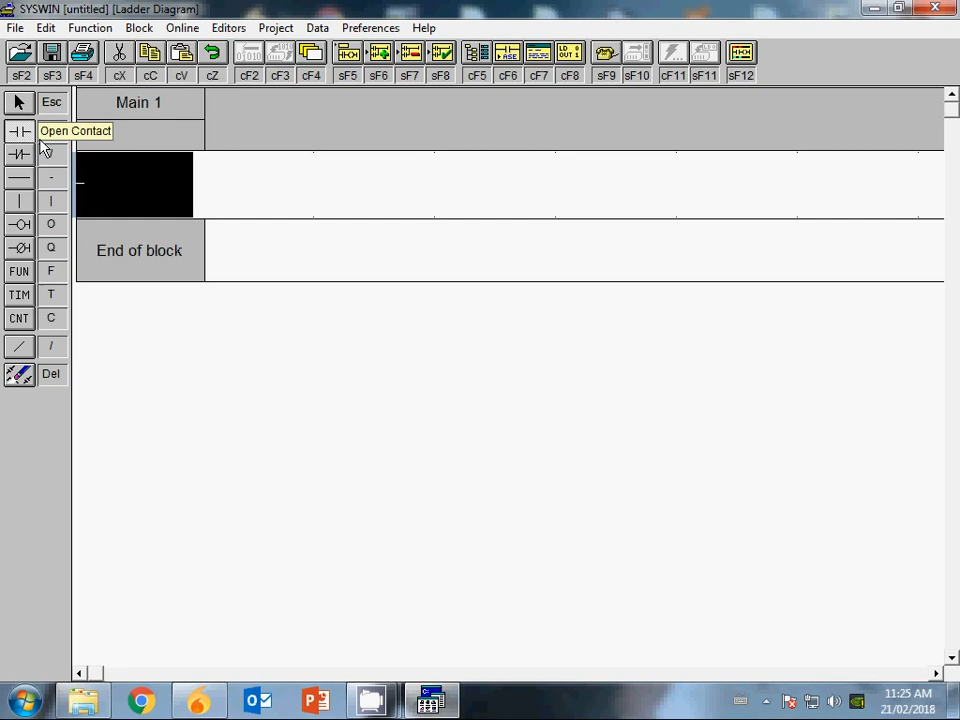 SYSWIN [untitled] [Ladder Diagram]
File Edit Function Block Online Editors Project Data Preferences Help
sF2 sF3 sF4 cX cC cV cZ cF2 cF3 cF4 sF5 sF6 sF7 sF8 cF5 cF6 cF7 cF8 sF9 sF10 cF11 sF11 sF12
Esc
Main 1
Open Contact
-
|
O
Q
End of block
FUN F
TIM T
CNT C
/
Del
11:25 AM
21/02/2018